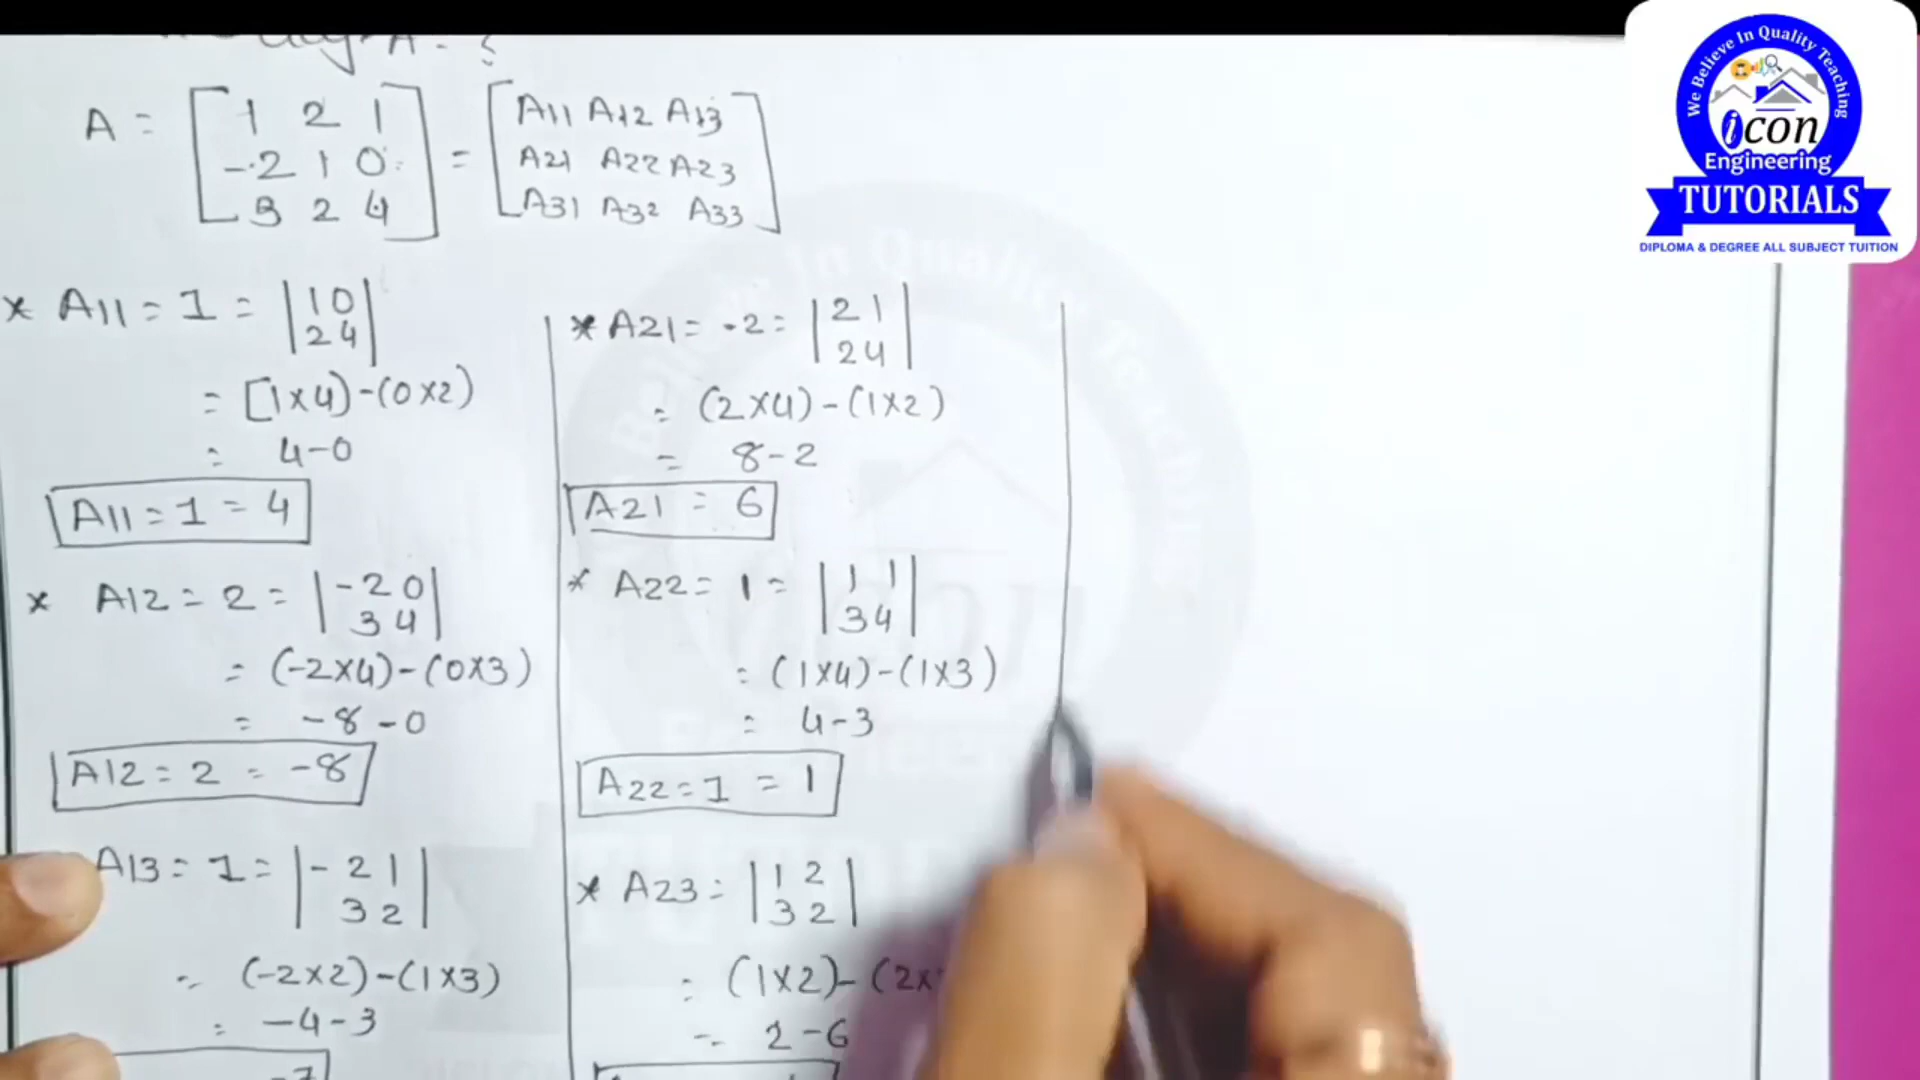 A = [ 1 2 1 ] = [ A11 A12 A13 ]
-2 1 0 A21 A22 A23
3 2 4 A31 A32 A33
* A11 = 1 = | 1 0 |
2 4
= [1×4)-(0×2)
= 4-0
A11 = 1 = 4
* A12 = 2 = | -2 0 |
3 4
= (-2×4)-(0×3)
= -8-0
A12 = 2 = -8
A13 = 1 = | -2 1 |
3 2
= (-2×2)-(1×3)
= -4-3
-7
* A21 = -2 = | 2 1 |
2 4
= (2×4)-(1×2)
= 8-2
A21 = 6
* A22 = 1 = | 1 1 |
3 4
= (1×4)-(1×3)
= 4-3
A22 = 1 = 1
* A23 = | 1 2 |
3 2
= (1×2)-(2×
= 2-6
We Believe In Quality Teaching
icon
Engineering
TUTORIALS
DIPLOMA & DEGREE ALL SUBJECT TUITION